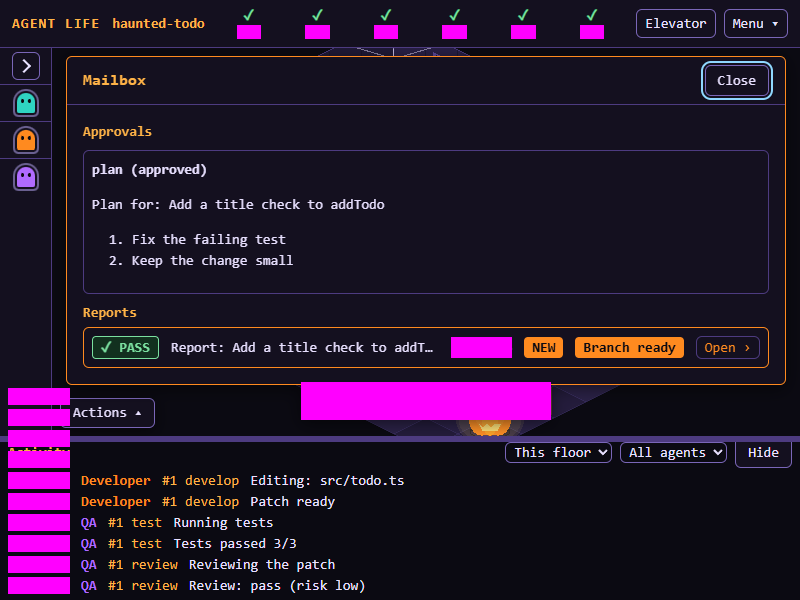 AGENT LIFE haunted-todo ✓ ✓ ✓ ✓ ✓ ✓ Elevator Menu ▾
Mailbox Close
Approvals
plan (approved)
Plan for: Add a title check to addTodo
1. Fix the failing test
2. Keep the change small
Reports
✓ PASS Report: Add a title check to addT… NEW Branch ready Open ›
Actions ▴
This floor All agents Hide
Developer #1 develop Editing: src/todo.ts
Developer #1 develop Patch ready
QA #1 test Running tests
QA #1 test Tests passed 3/3
QA #1 review Reviewing the patch
QA #1 review Review: pass (risk low)